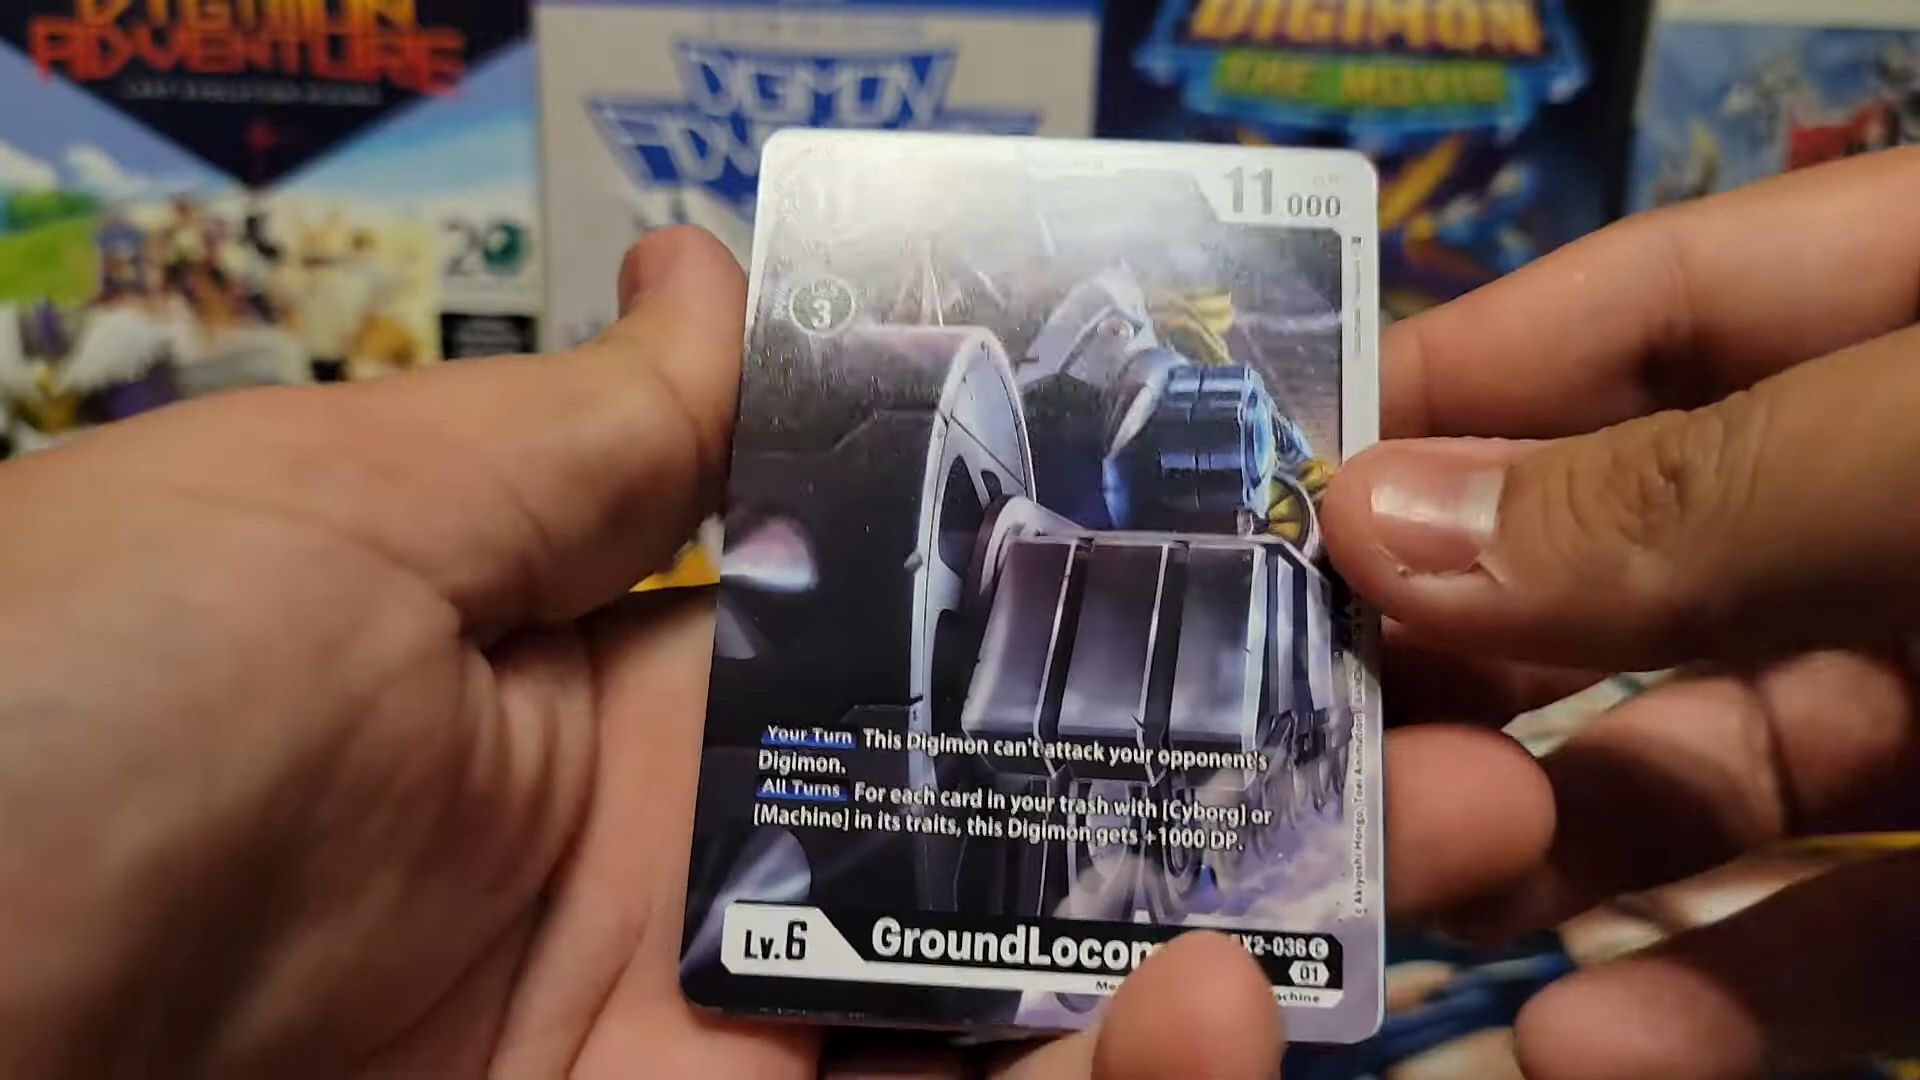 DIGIMON
ADVENTURE
20
DIGIMON
DIGIMON
THE MOVIE
11000
3
Your Turn This Digimon can't attack your opponent's
Digimon.
All Turns For each card in your trash with [Cyborg] or
[Machine] in its traits, this Digimon gets +1000 DP.
Lv.6
GroundLocom
X2-036 C
01
© Akiyoshi Hongo, Toei Animation